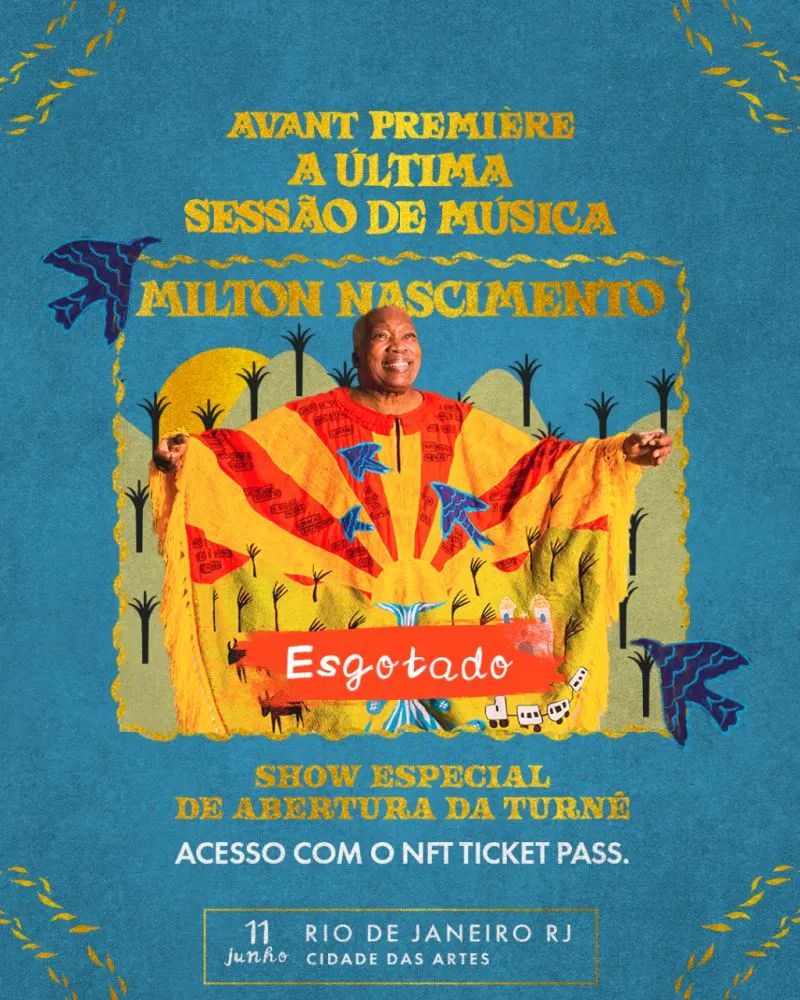 AVANT PREMIÈRE
A ÚLTIMA
SESSÃO DE MÚSICA
MILTON NASCIMENTO
Esgotado
SHOW ESPECIAL
DE ABERTURA DA TURNÊ
ACESSO COM O NFT TICKET PASS.
11 junho
RIO DE JANEIRO RJ
CIDADE DAS ARTES